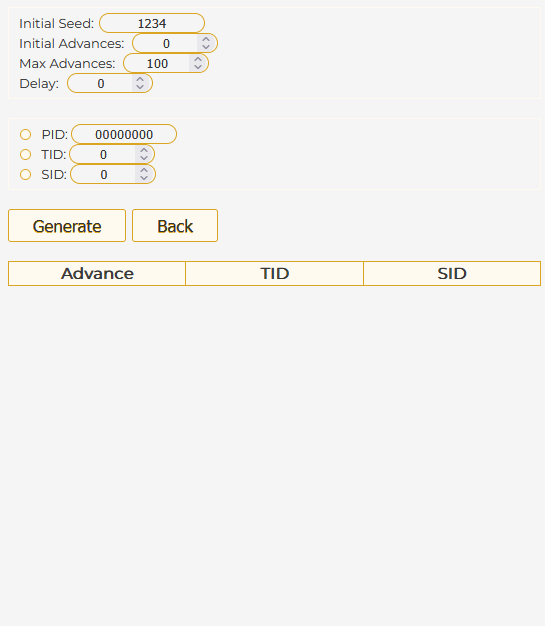 Initial Seed: 1234
Initial Advances: 0
Max Advances: 100
Delay: 0
PID: 00000000
TID: 0
SID: 0
Generate Back
Advance TID SID